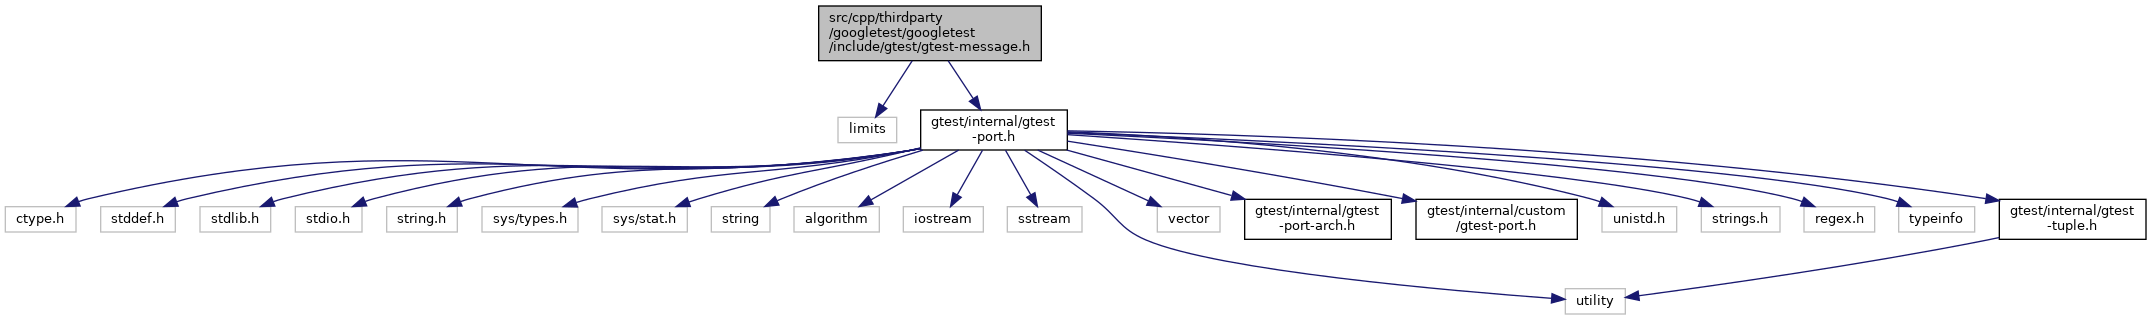 src/cpp/thirdparty
/googletest/googletest
/include/gtest/gtest-message.h
limits
gtest/internal/gtest
-port.h
ctype.h
stddef.h
stdlib.h
stdio.h
string.h
sys/types.h
sys/stat.h
string
algorithm
iostream
sstream
vector
gtest/internal/gtest
-port-arch.h
gtest/internal/custom
/gtest-port.h
unistd.h
strings.h
regex.h
typeinfo
gtest/internal/gtest
-tuple.h
utility